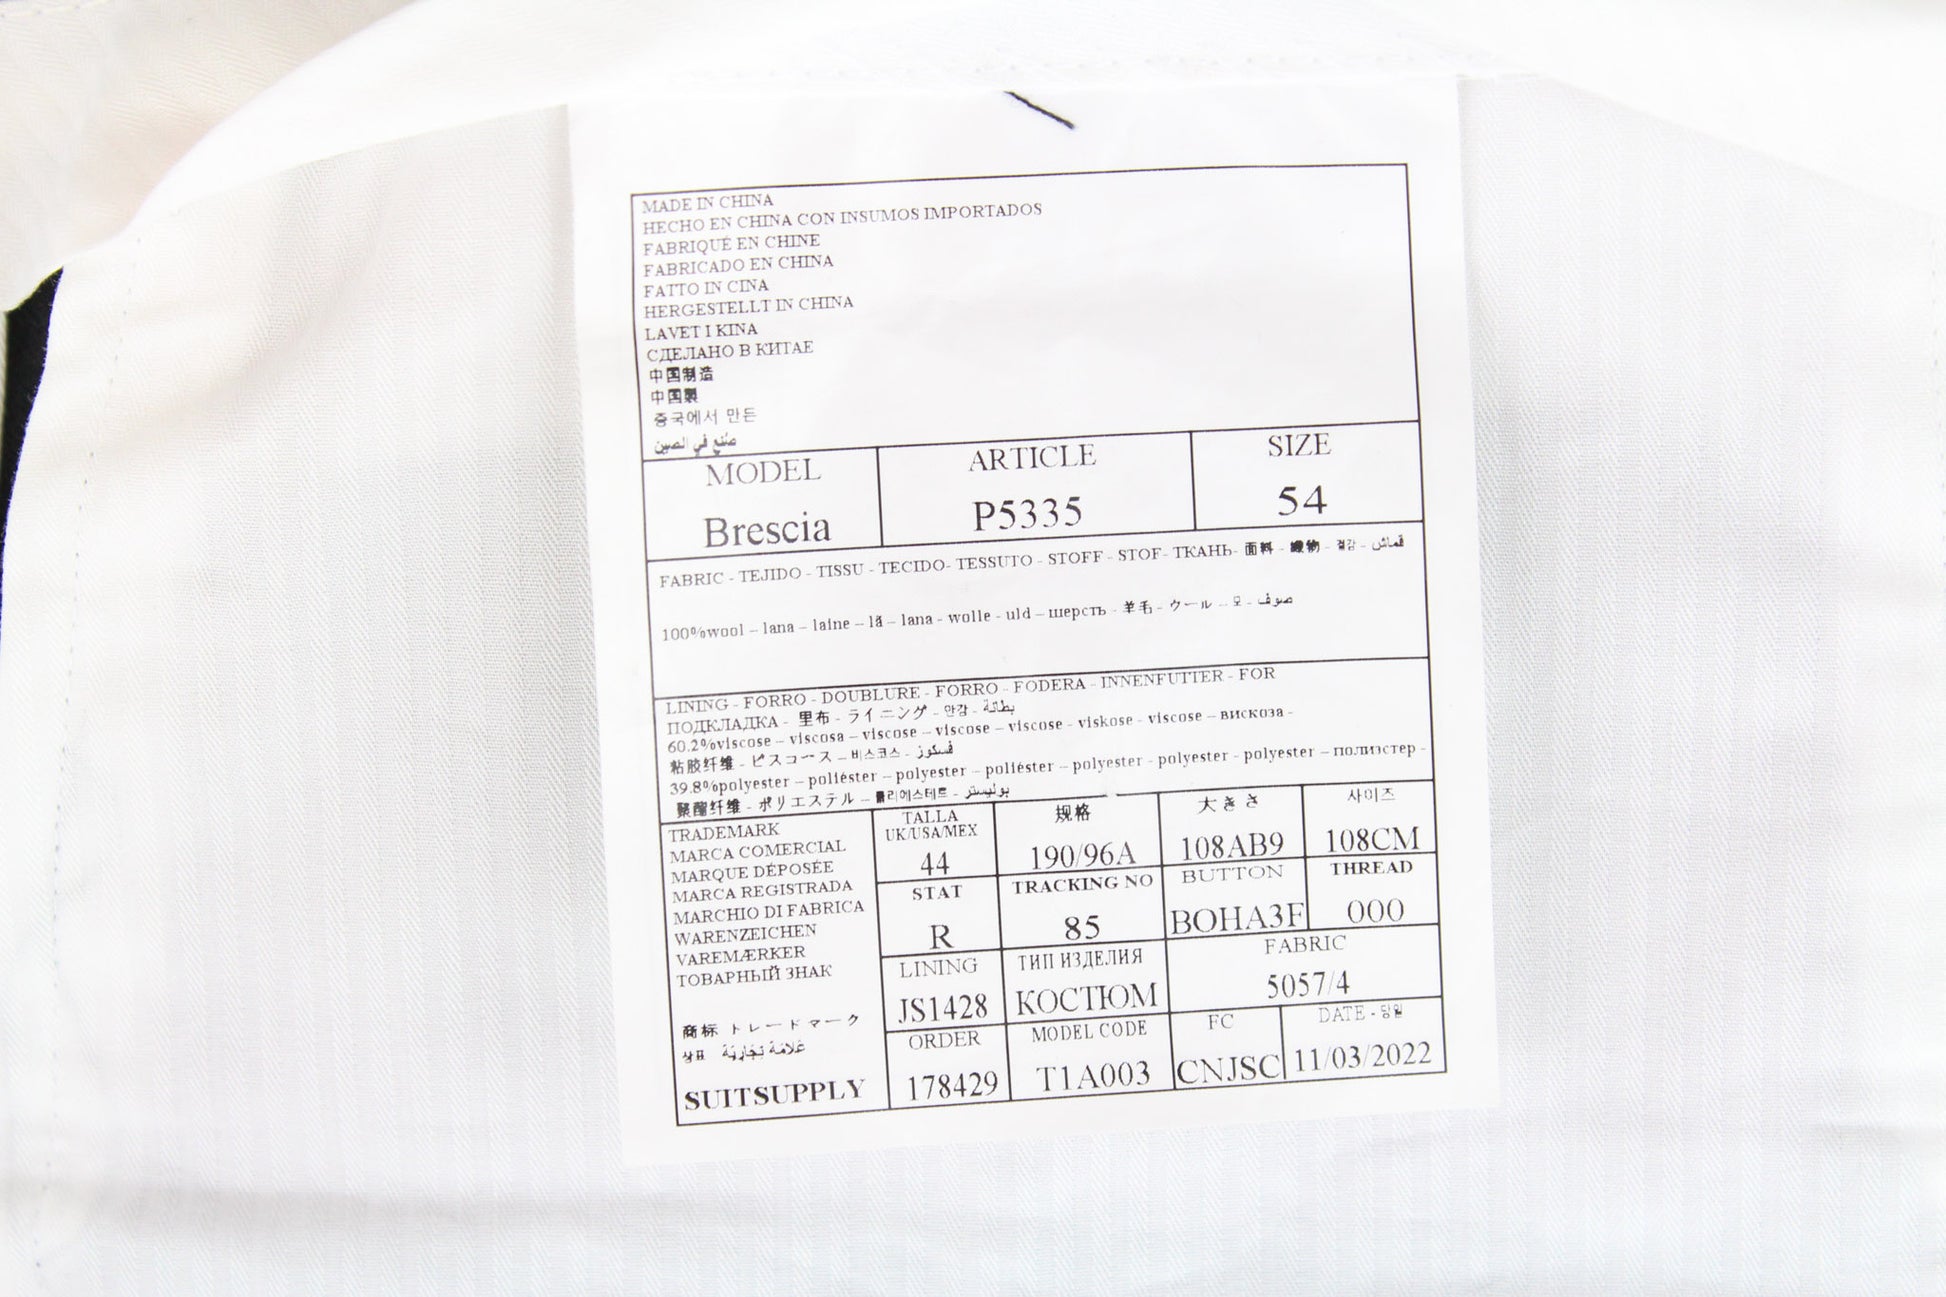 MADE IN CHINA
HECHO EN CHINA CON INSUMOS IMPORTADOS
FABRIQUÉ EN CHINE
FABRICADO EN CHINA
FATTO IN CINA
HERGESTELLT IN CHINA
LAVET I KINA
СДЕЛАНО В КИТАЕ
中国制造
中国製
중국에서 만든
صنع في الصين
MODEL ARTICLE SIZE
Brescia P5335 54
FABRIC - TEJIDO - TISSU - TECIDO- TESSUTO - STOFF - STOF- ТКАНЬ- 面料 - 織物 - 옷감 - قماش
100%wool – lana – laine – lã – lana - wolle - uld – шерсть - 羊毛 - ウール - 모 - صوف
LINING - FORRO - DOUBLURE - FORRO - FODERA - INNENFUTTER - FOR
ПОДКЛАДКА - 里布 - ライニング - 안감 - بطانة
60.2%viscose – viscosa – viscose – viscose – viscose - viskose - viscose – вискоза -
粘胶纤维 - ビスコース – 비스코스 - فسكوز
39.8%polyester – poliéster – polyester – poliéster – polyester - polyester - polyester – полиэстер -
聚酯纤维 - ポリエステル – 폴리에스테르 - بوليستر
TRADEMARK
MARCA COMERCIAL
MARQUE DÉPOSÉE
MARCA REGISTRADA
MARCHIO DI FABRICA
WARENZEICHEN
VAREMÆRKER
ТОВАРНЫЙ ЗНАК
商标 トレードマーク
상표 عَلَامَة تِجَارِيَّة
SUITSUPPLY
TALLA 规格 大きさ 사이즈
UK/USA/MEX
44 190/96A 108AB9 108CM
STAT TRACKING NO BUTTON THREAD
R 85 BOHA3F 000
LINING ТИП ИЗДЕЛИЯ FABRIC
JS1428 КОСТЮМ 5057/4
ORDER MODEL CODE FC DATE -
178429 T1A003 CNJSC 11/03/2022